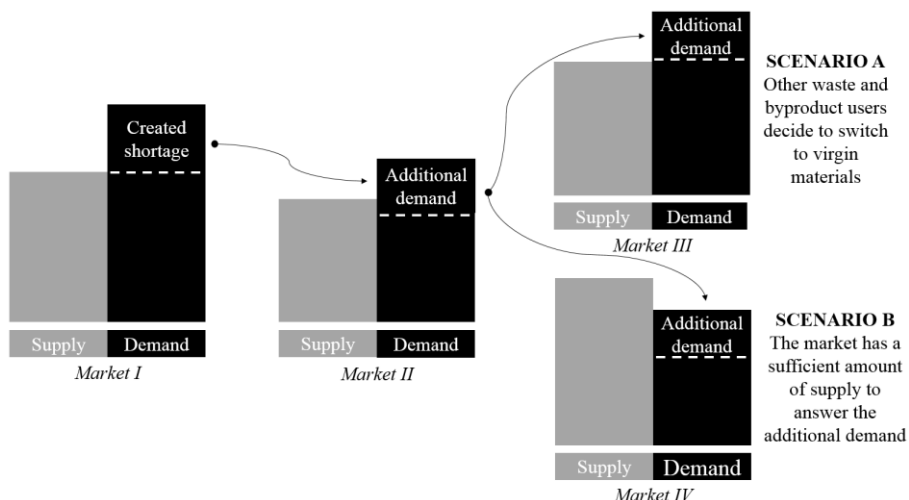 Created
shortage
Supply
Demand
Market I
Additional
demand
Supply
Demand
Market II
Additional
demand
Supply
Demand
Market III
SCENARIO A
Other waste and
byproduct users
decide to switch
to virgin
materials
Additional
demand
Supply
Demand
Market IV
SCENARIO B
The market has a
sufficient amount
of supply to
answer the
additional demand